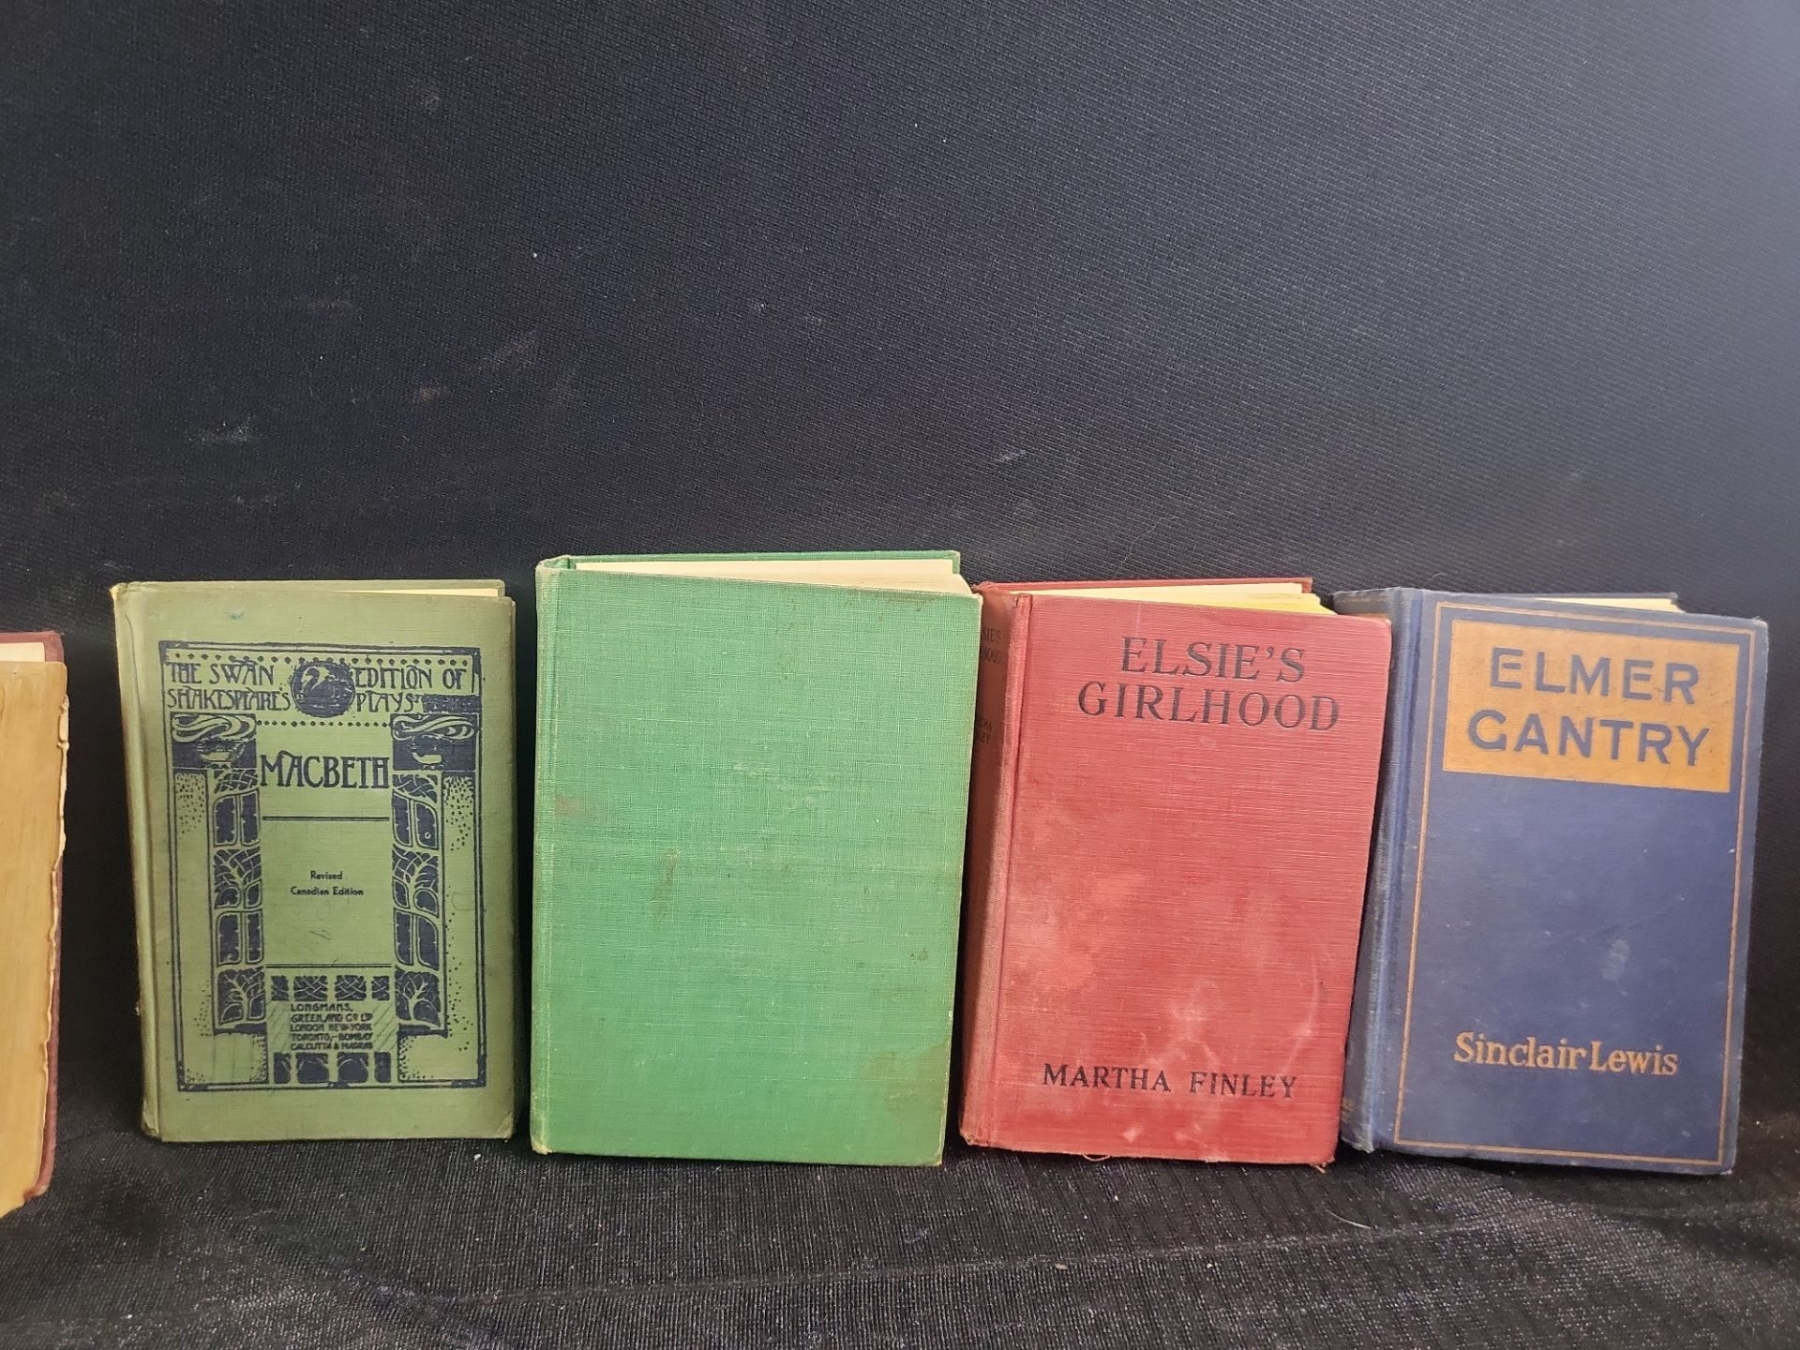 THE SWAN EDITION OF
SHAKESPEARE'S PLAYS
MACBETH
Revised
Canadian Edition
LONGMANS,
GREEN AND CO LTD
LONDON NEW YORK
TORONTO, BOMBAY
CALCUTTA & MADRAS
ELSIE'S
GIRLHOOD
MARTHA FINLEY
ELMER
GANTRY
Sinclair Lewis